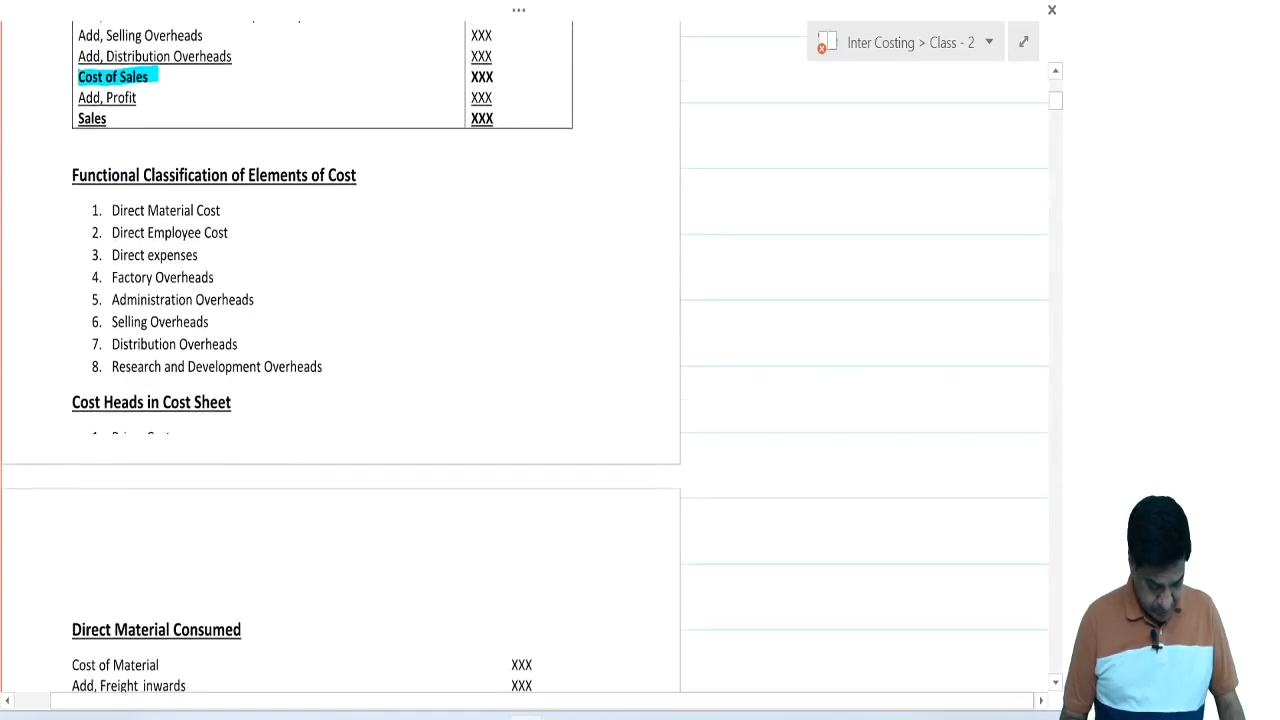 Add, Selling Overheads XXX
Add, Distribution Overheads XXX
Cost of Sales XXX
Add, Profit XXX
Sales XXX
Inter Costing > Class - 2
Functional Classification of Elements of Cost
1. Direct Material Cost
2. Direct Employee Cost
3. Direct expenses
4. Factory Overheads
5. Administration Overheads
6. Selling Overheads
7. Distribution Overheads
8. Research and Development Overheads
Cost Heads in Cost Sheet
Direct Material Consumed
Cost of Material XXX
Add, Freight inwards XXX